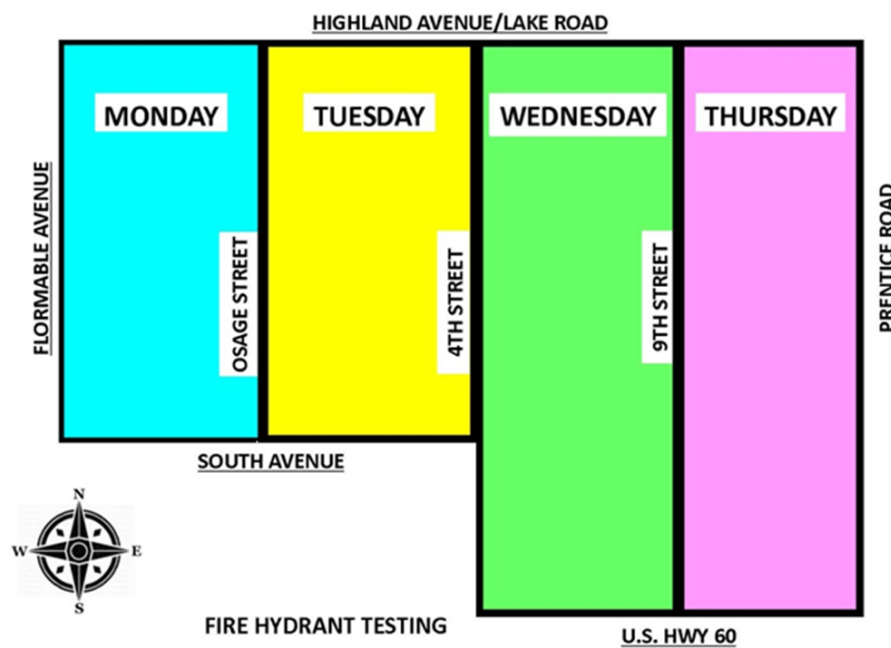 HIGHLAND AVENUE/LAKE ROAD
MONDAY
TUESDAY
WEDNESDAY
THURSDAY
FLORMABLE AVENUE
OSAGE STREET
4TH STREET
9TH STREET
PRENTICE ROAD
SOUTH AVENUE
N
W
E
S
FIRE HYDRANT TESTING
U.S. HWY 60